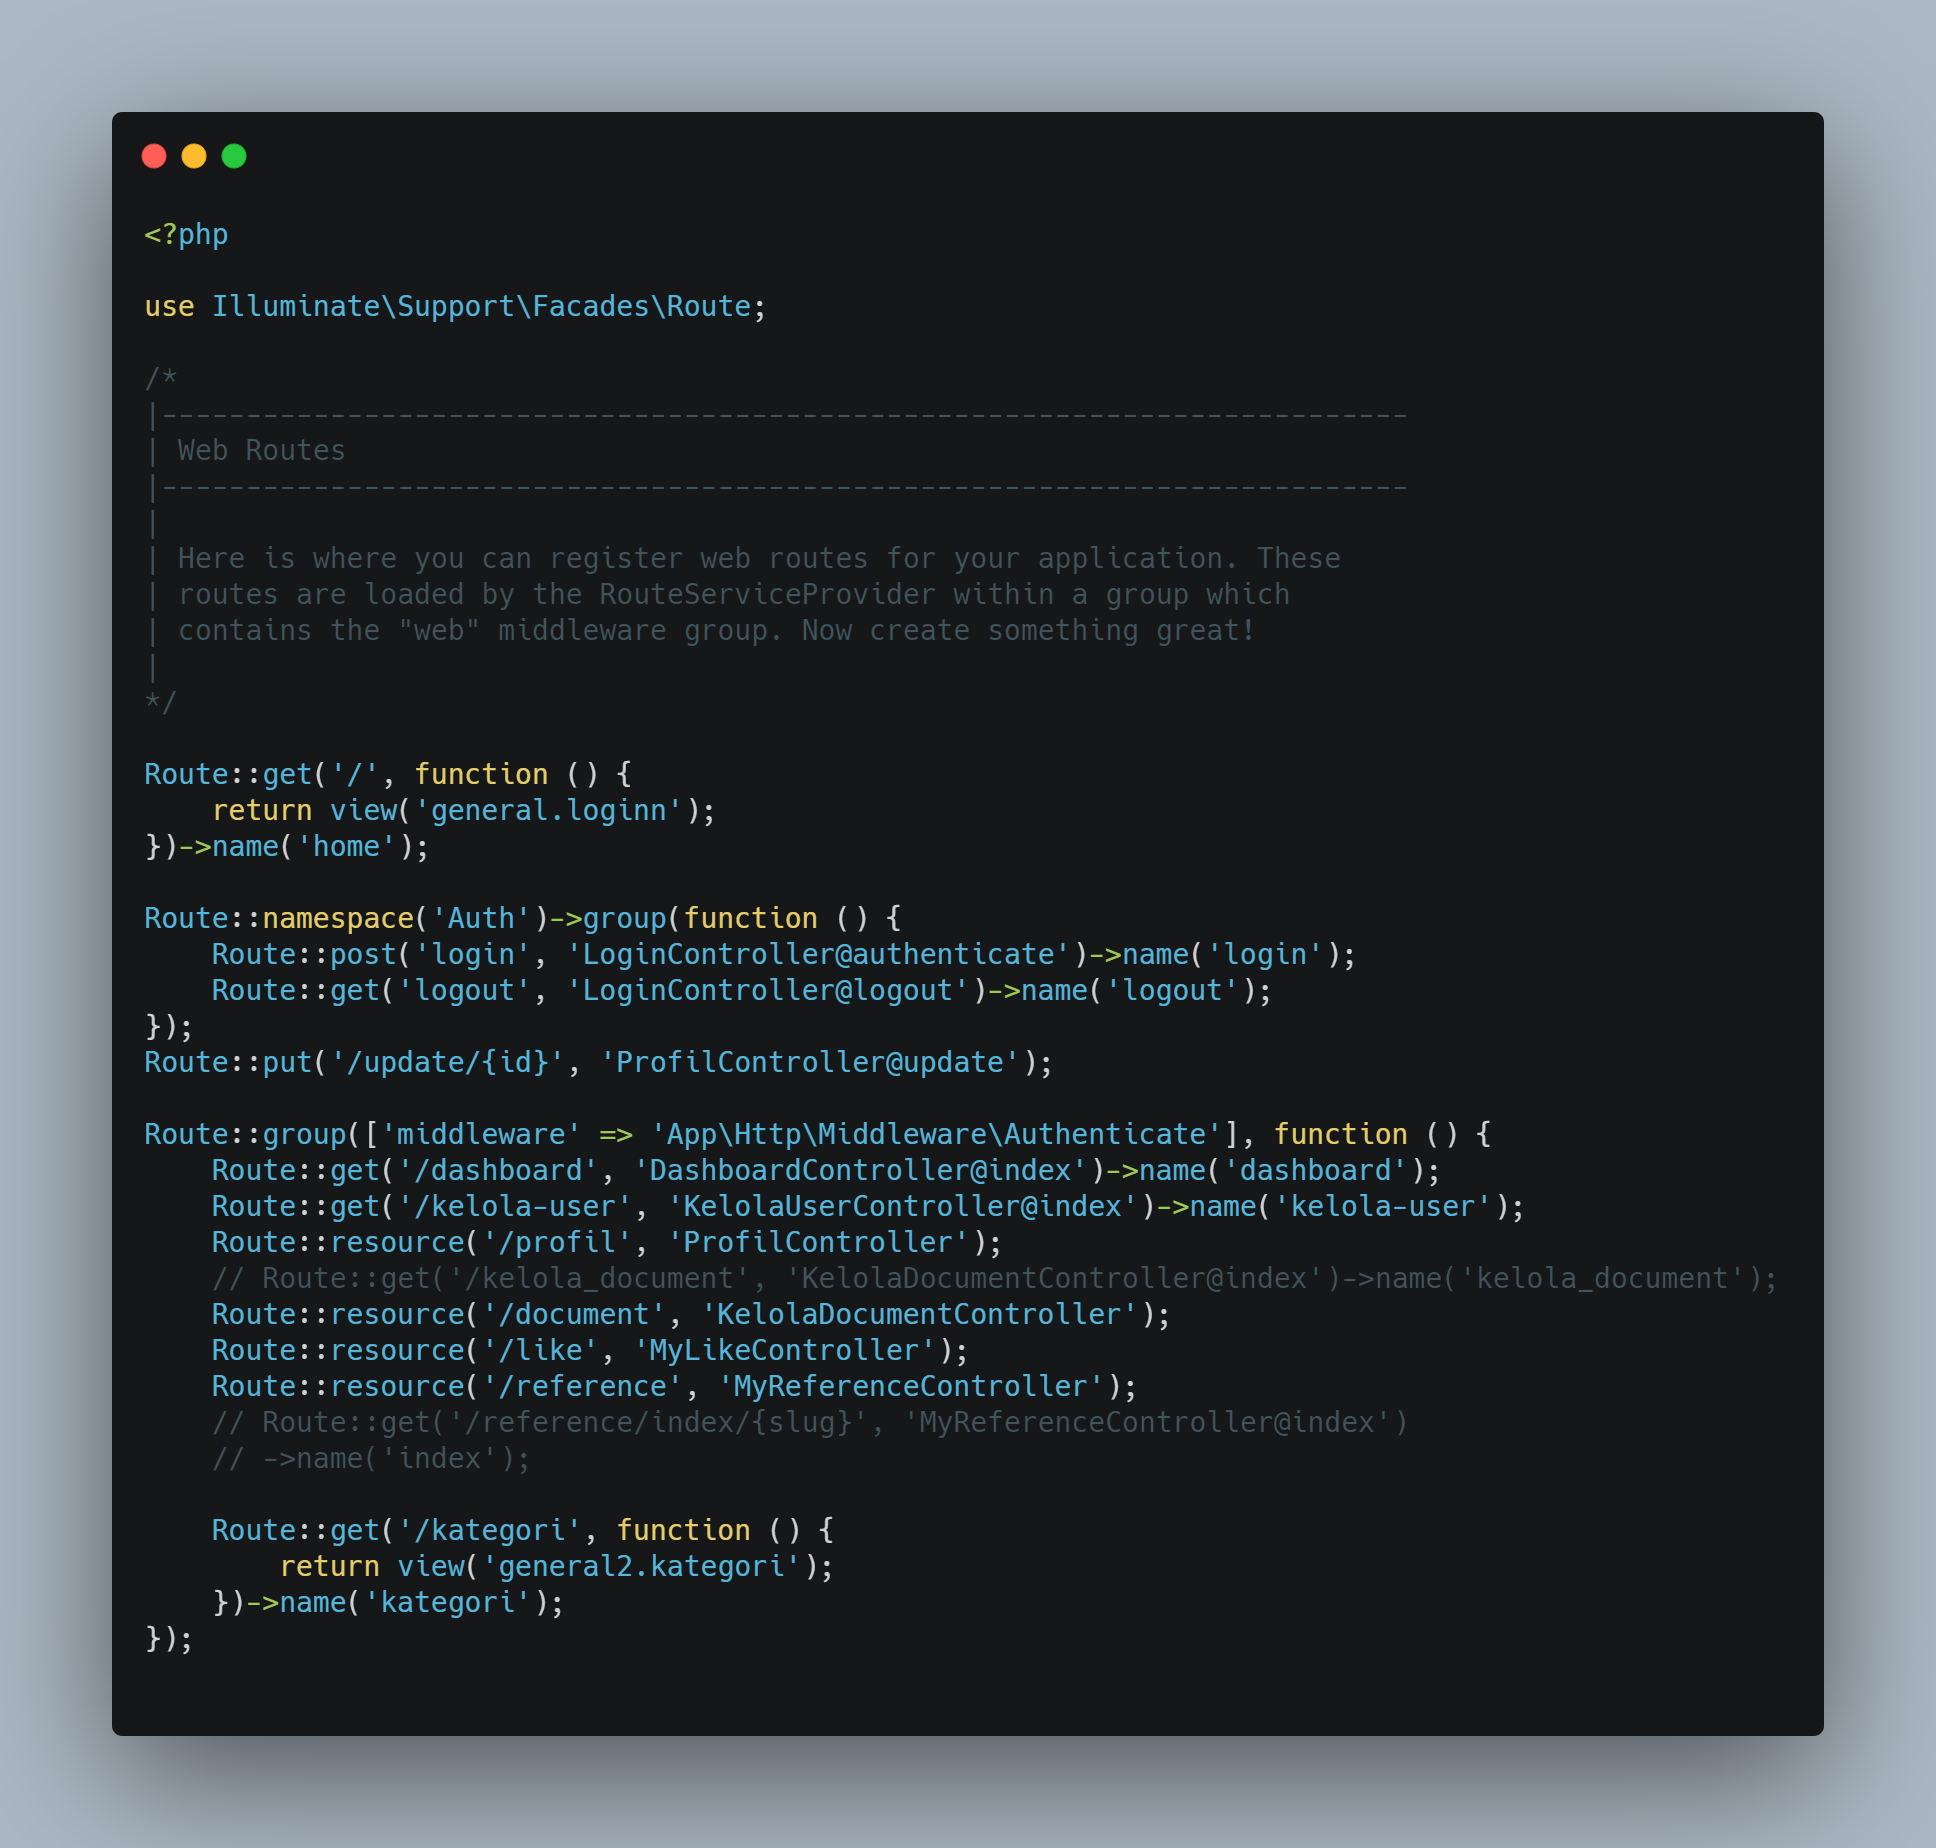 <?php

use Illuminate\Support\Facades\Route;

/*
|--------------------------------------------------------------------------
| Web Routes
|--------------------------------------------------------------------------
|
| Here is where you can register web routes for your application. These
| routes are loaded by the RouteServiceProvider within a group which
| contains the "web" middleware group. Now create something great!
|
*/

Route::get('/', function () {
    return view('general.loginn');
})->name('home');

Route::namespace('Auth')->group(function () {
    Route::post('login', 'LoginController@authenticate')->name('login');
    Route::get('logout', 'LoginController@logout')->name('logout');
});
Route::put('/update/{id}', 'ProfilController@update');

Route::group(['middleware' => 'App\Http\Middleware\Authenticate'], function () {
    Route::get('/dashboard', 'DashboardController@index')->name('dashboard');
    Route::get('/kelola-user', 'KelolaUserController@index')->name('kelola-user');
    Route::resource('/profil', 'ProfilController');
    // Route::get('/kelola_document', 'KelolaDocumentController@index')->name('kelola_document');
    Route::resource('/document', 'KelolaDocumentController');
    Route::resource('/like', 'MyLikeController');
    Route::resource('/reference', 'MyReferenceController');
    // Route::get('/reference/index/{slug}', 'MyReferenceController@index')
    // ->name('index');

    Route::get('/kategori', function () {
        return view('general2.kategori');
    })->name('kategori');
});